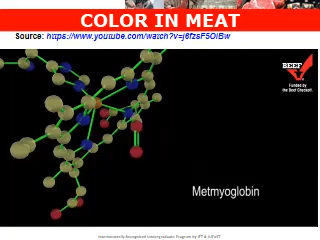 COLOR IN MEAT
Source: https://www.youtube.com/watch?v=j6fzsF5OiBw
BEEF
Funded by
the Beef Checkoff.
Metmyoglobin